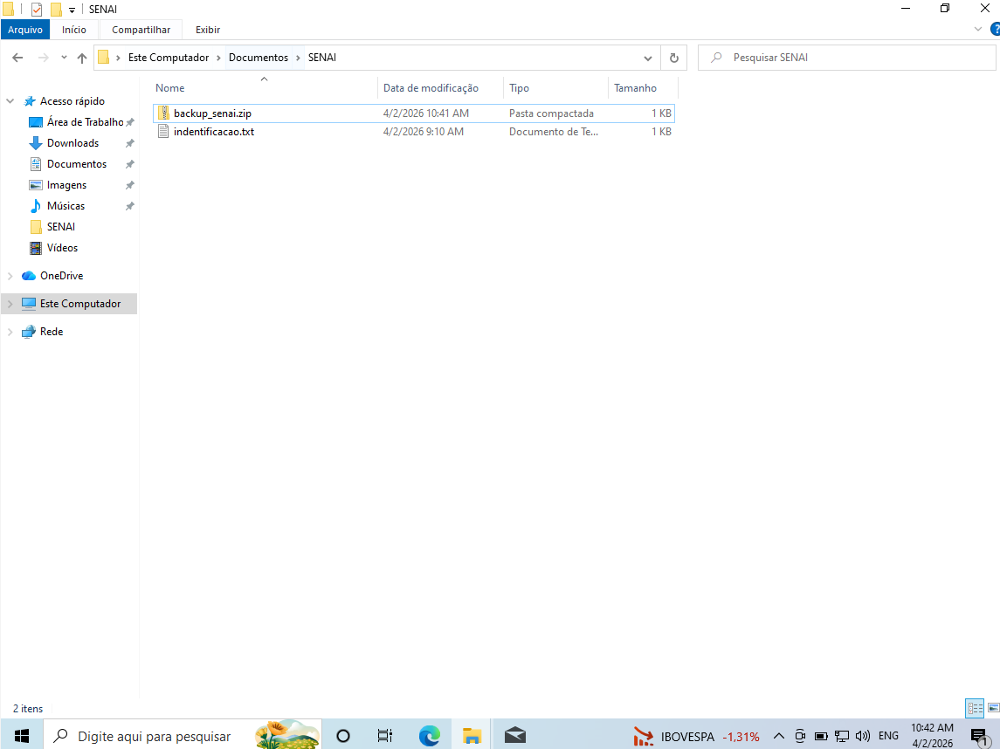 SENAI
Arquivo Início Compartilhar Exibir
Este Computador > Documentos > SENAI
Pesquisar SENAI
Nome Data de modificação Tipo Tamanho
backup_senai.zip 4/2/2026 10:41 AM Pasta compactada 1 KB
indentificacao.txt 4/2/2026 9:10 AM Documento de Te... 1 KB
Acesso rápido
Área de Trabalho
Downloads
Documentos
Imagens
Músicas
SENAI
Vídeos
OneDrive
Este Computador
Rede
2 itens
Digite aqui para pesquisar
IBOVESPA -1,31%
ENG
10:42 AM
4/2/2026
1